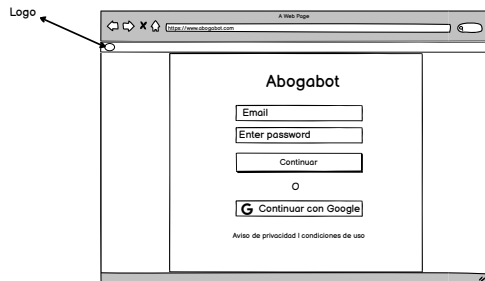 Logo
A Web Page
https://www.abogabot.com
Abogabot
Email
Enter password
Continuar
O
G Continuar con Google
Aviso de privacidad I condiciones de uso